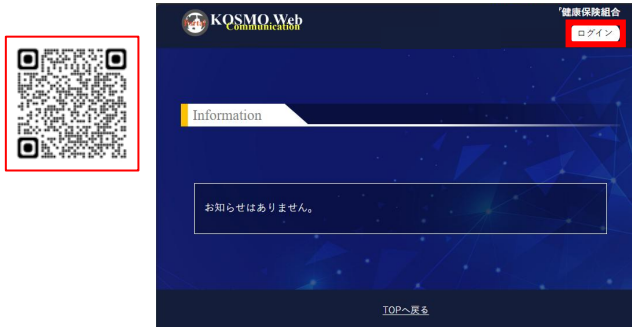 KOSMO.Web
Communication
健康保険組合
ログイン
Information
お知らせはありません。
TOPへ戻る